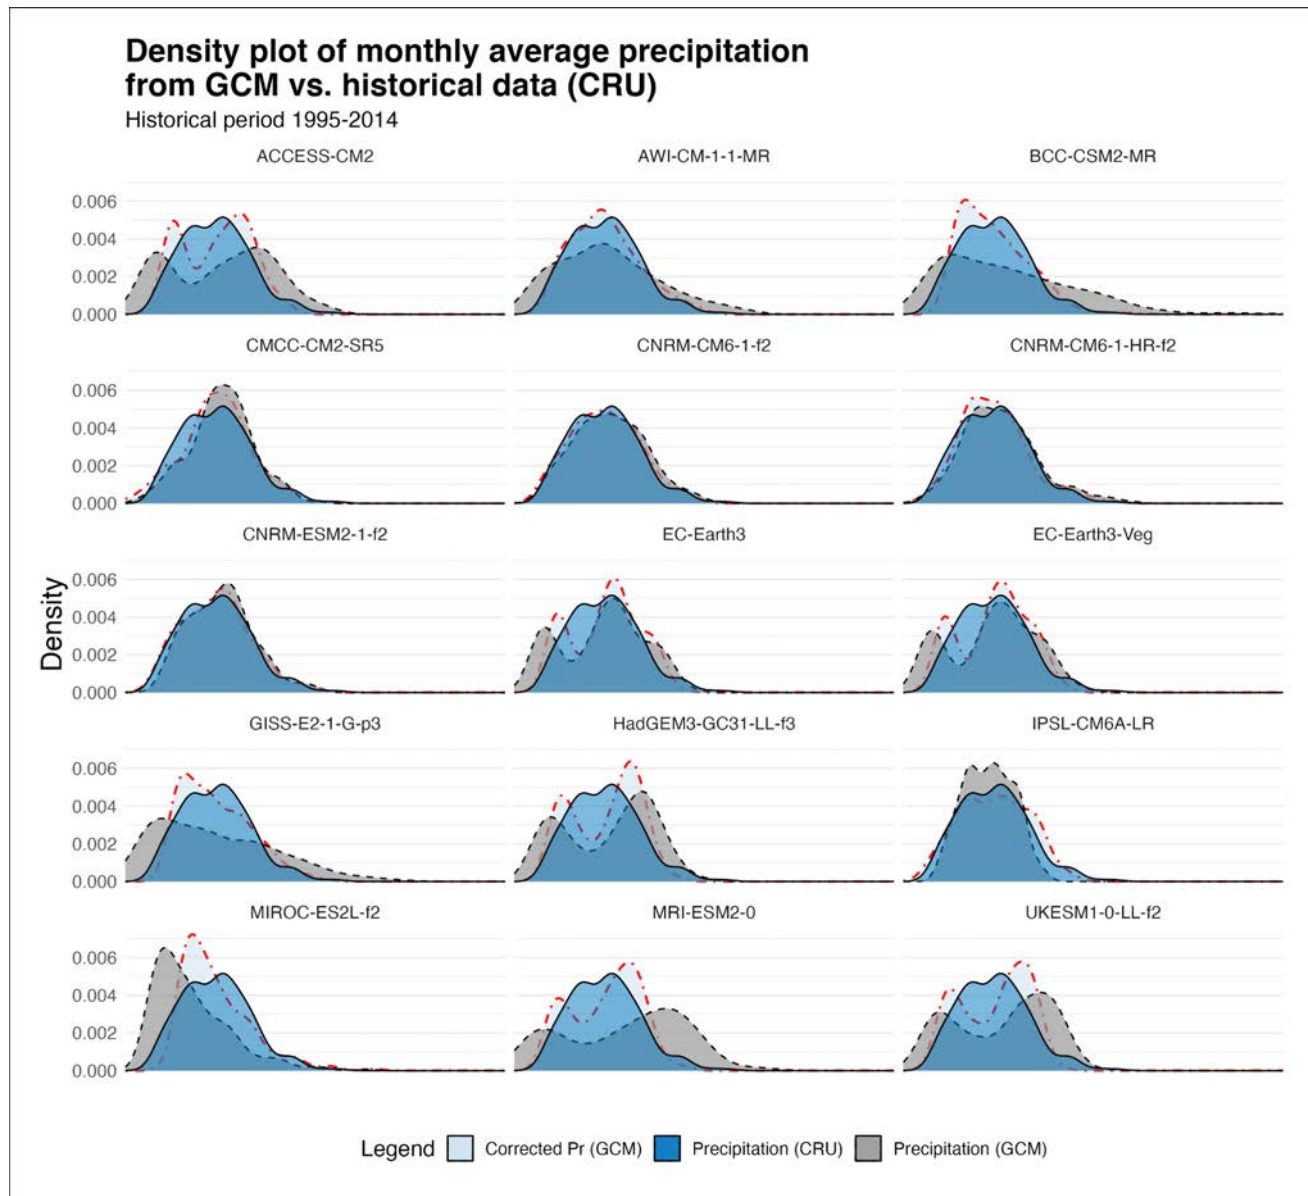 Density plot of monthly average precipitation
from GCM vs. historical data (CRU)
Historical period 1995-2014
ACCESS-CM2
AWI-CM-1-1-MR
BCC-CSM2-MR
0.006
0.004
0.002
0.000
CMCC-CM2-SR5
CNRM-CM6-1-f2
CNRM-CM6-1-HR-f2
0.006
0.004
0.002
0.000
CNRM-ESM2-1-f2
EC-Earth3
EC-Earth3-Veg
0.006
0.004
0.002
0.000
Density
GISS-E2-1-G-p3
HadGEM3-GC31-LL-f3
IPSL-CM6A-LR
0.006
0.004
0.002
0.000
MIROC-ES2L-f2
MRI-ESM2-0
UKESM1-0-LL-f2
0.006
0.004
0.002
0.000
Legend Corrected Pr (GCM) Precipitation (CRU) Precipitation (GCM)